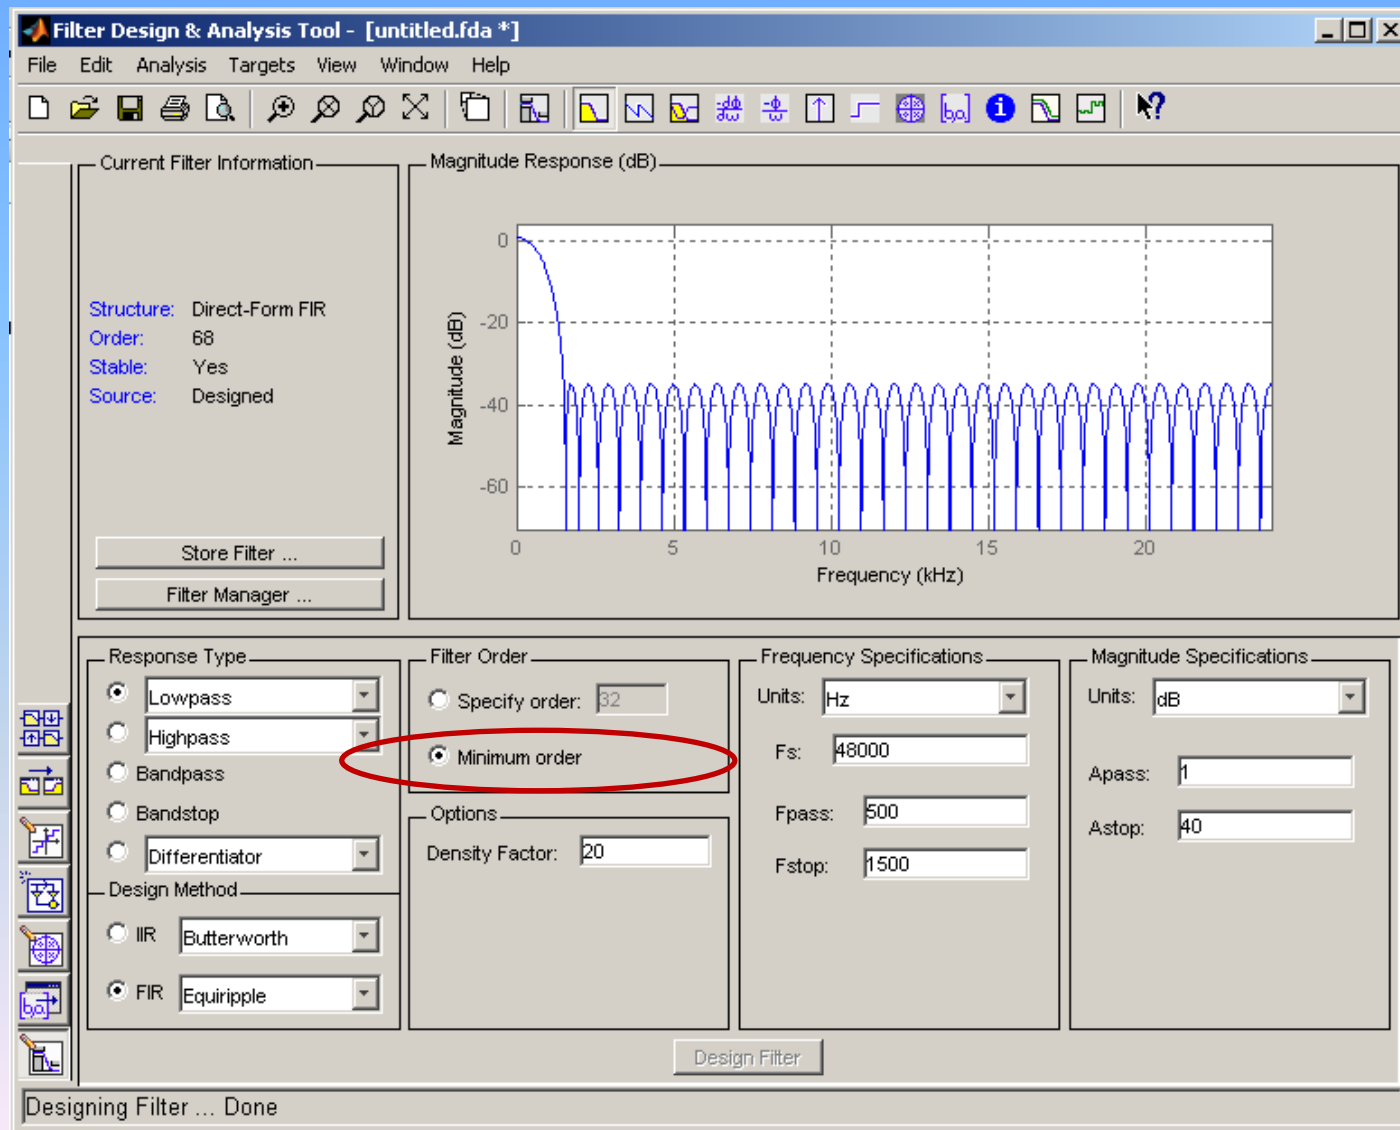 Filter Design & Analysis Tool - [untitled.fda *]
File Edit Analysis Targets View Window Help
Current Filter Information
Structure: Direct-Form FIR
Order: 68
Stable: Yes
Source: Designed
Store Filter ...
Filter Manager ...
Magnitude Response (dB)
Magnitude (dB)
0
-20
-40
-60
0 5 10 15 20
Frequency (kHz)
Response Type
Lowpass
Highpass
Bandpass
Bandstop
Differentiator
Design Method
IIR Butterworth
FIR Equiripple
Filter Order
Specify order: 32
Minimum order
Options
Density Factor: 20
Frequency Specifications
Units: Hz
Fs: 48000
Fpass: 500
Fstop: 1500
Magnitude Specifications
Units: dB
Apass: 1
Astop: 40
Design Filter
Designing Filter ... Done